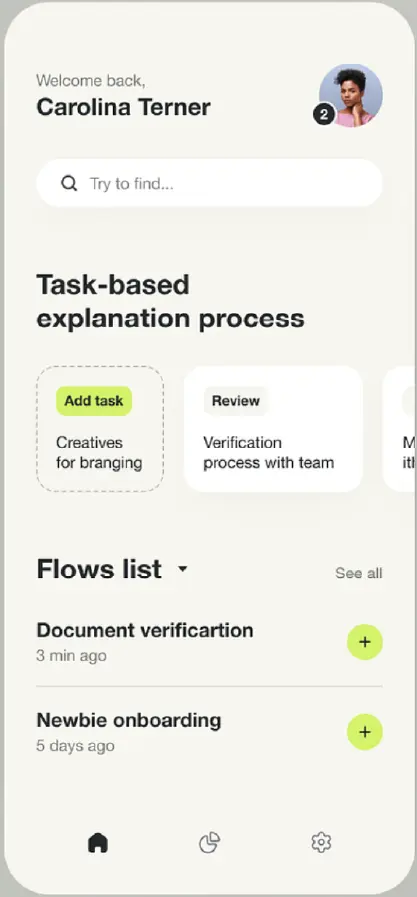 Welcome back,
Carolina Terner
2
Try to find...
Task-based
explanation process
Add task
Creatives
for branging
Review
Verification
process with team
M
itl
Flows list
See all
Document verificartion
3 min ago
+
Newbie onboarding
5 days ago
+